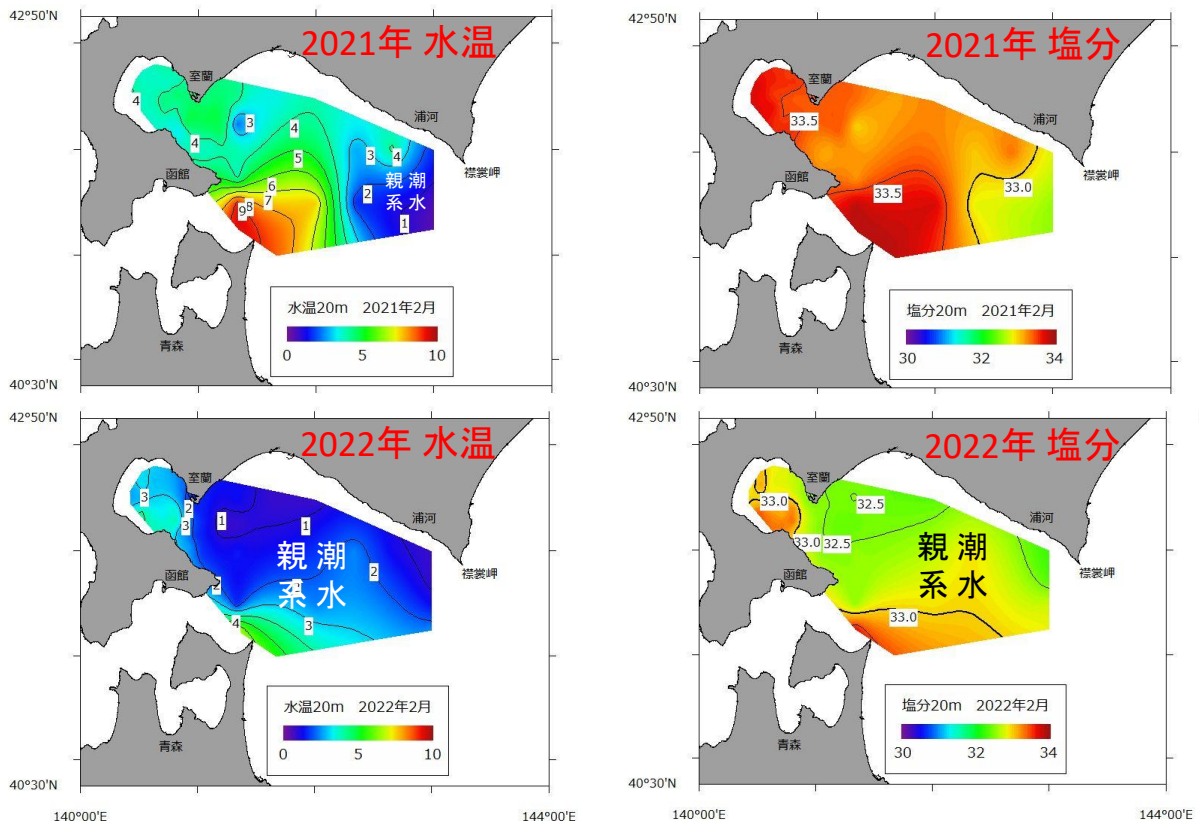 42°50'N
2021年 水温
室蘭
浦河
襟裳岬
函館
青森
4
4
3
4
5
6
7
8
9
3
4
2
1
親 潮
系 水
水温20m 2021年2月
0 5 10
40°30'N
2021年 塩分
42°50'N
室蘭
浦河
襟裳岬
函館
青森
33.5
33.5
33.0
塩分20m 2021年2月
30 32 34
40°30'N
42°50'N
2022年 水温
室蘭
浦河
襟裳岬
函館
青森
3
2
3
1
1
2
2
4
3
親 潮
系 水
水温20m 2022年2月
0 5 10
40°30'N
140°00'E
144°00'E
42°50'N
2022年 塩分
室蘭
浦河
襟裳岬
函館
青森
33.0
33.0
32.5
32.5
33.0
親 潮
系 水
塩分20m 2022年2月
30 32 34
40°30'N
140°00'E
144°00'E